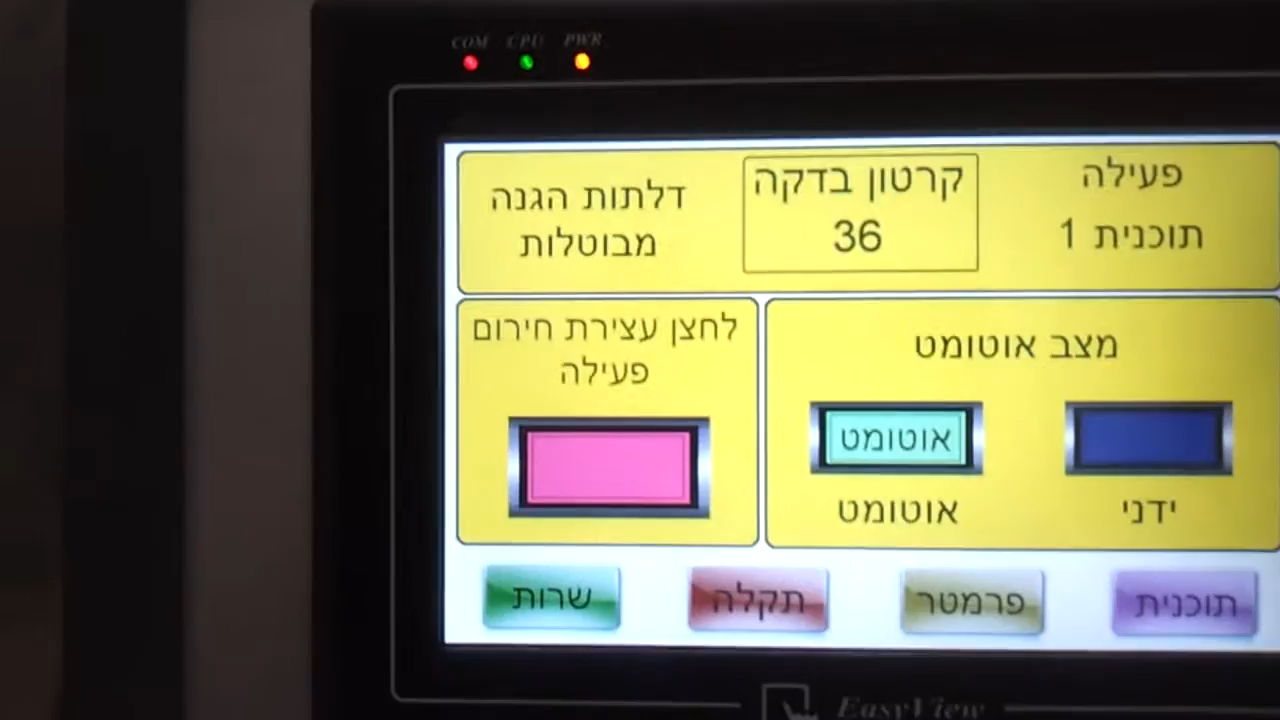 COM CPU PWR
פעילה
תוכנית 1
קרטון בדקה
36
דלתות הגנה
מבוטלות
מצב אוטומט
ידני
אוטומט
אוטומט
לחצן עצירת חירום
פעילה
תוכנית
פרמטר
תקלה
שרות
EasyView